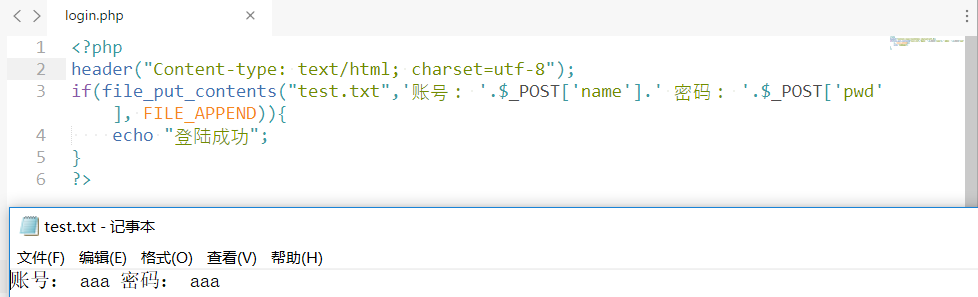 login.php
1 <?php
2 header("Content-type: text/html; charset=utf-8");
3 if(file_put_contents("test.txt",'账号： '.$_POST['name'].' 密码： '.$_POST['pwd'
], FILE_APPEND)){
4 echo "登陆成功";
5 }
6 ?>
test.txt - 记事本
文件(F) 编辑(E) 格式(O) 查看(V) 帮助(H)
账号： aaa 密码： aaa